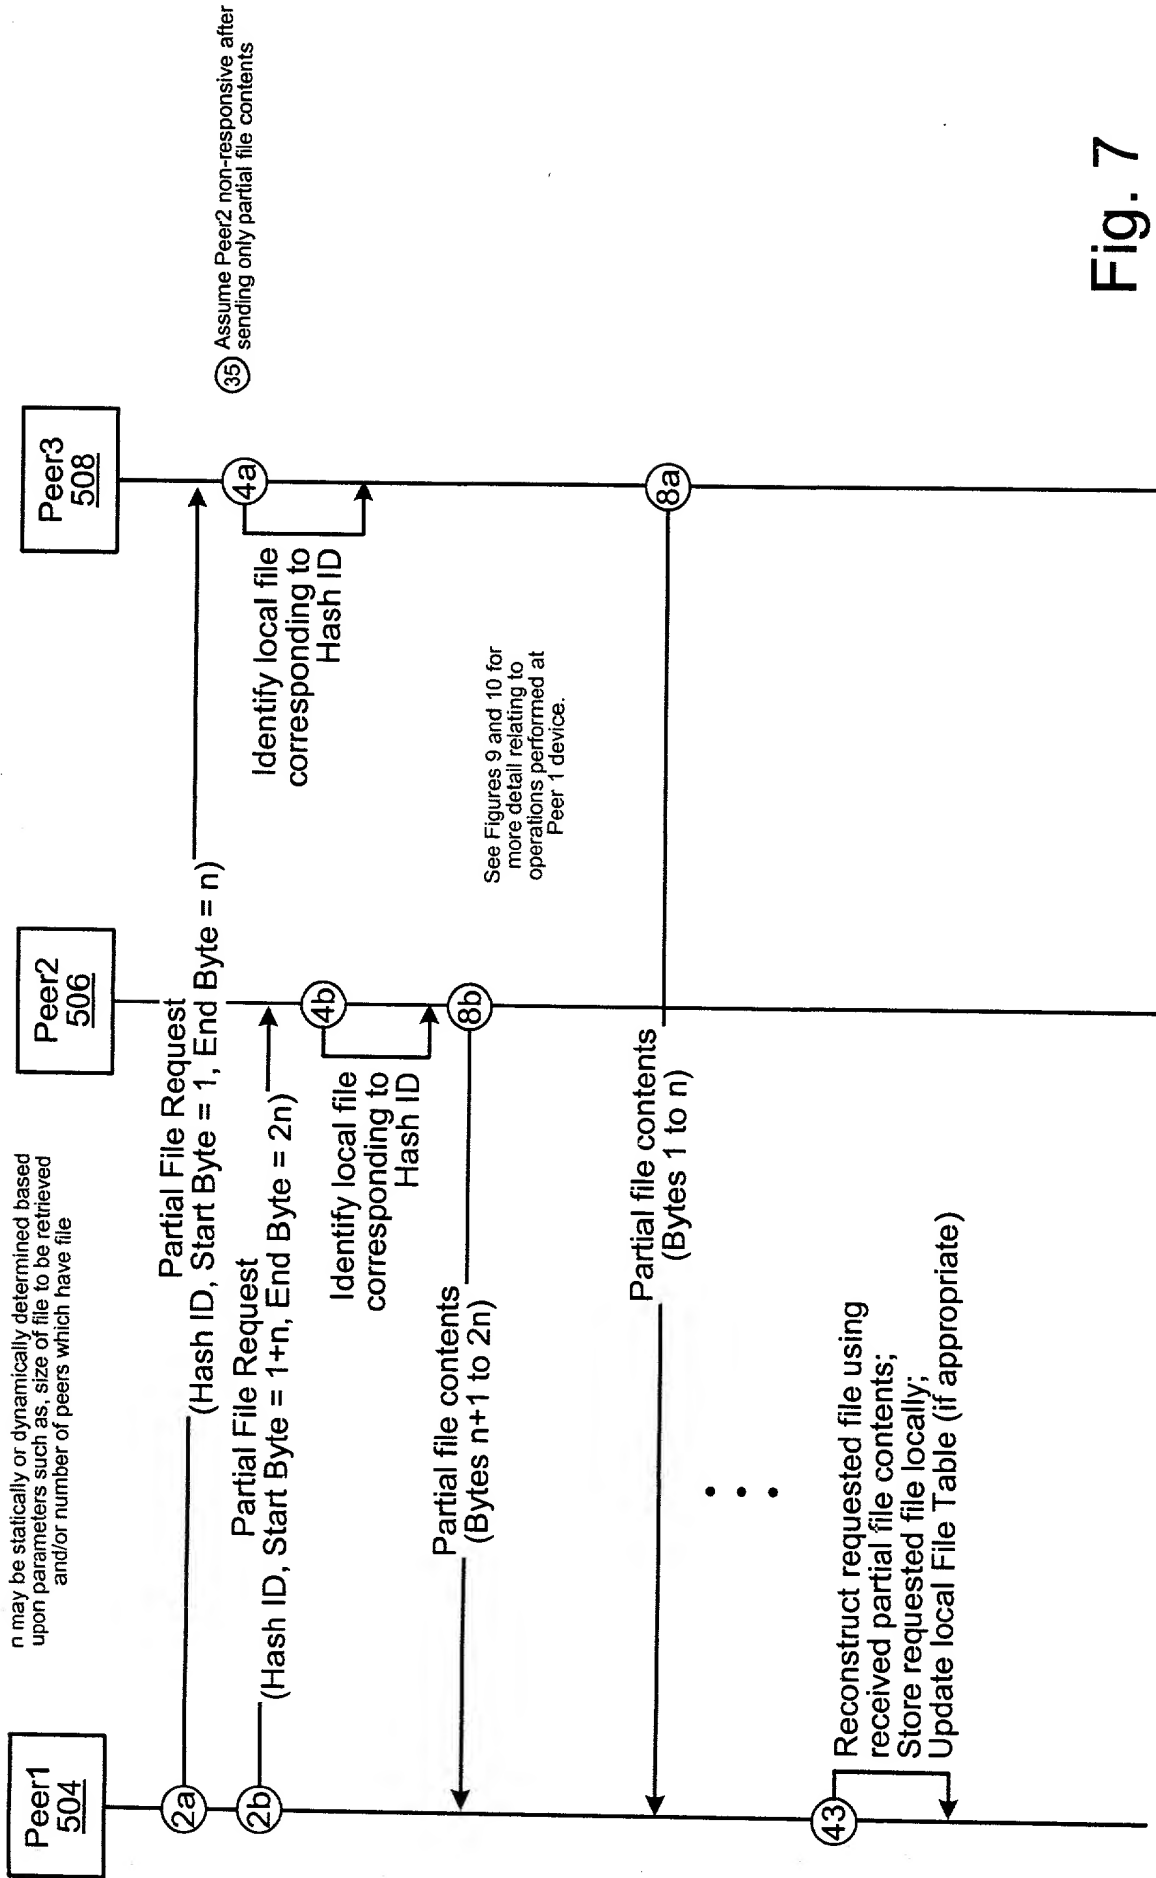 n may be statically or dynamically determined based
upon parameters such as, size of file to be retrieved
and/or number of peers which have file
Peer1
504
Peer2
506
Peer3
508
2a
Partial File Request
(Hash ID, Start Byte = 1, End Byte = n)
35
Assume Peer2 non-responsive after
sending only partial file contents
2b
Partial File Request
(Hash ID, Start Byte = 1+n, End Byte = 2n)
4a
Identify local file
corresponding to
Hash ID
4b
Identify local file
corresponding to
Hash ID
8b
Partial file contents
(Bytes n+1 to 2n)
See Figures 9 and 10 for
more detail relating to
operations performed at
Peer 1 device.
8a
Partial file contents
(Bytes 1 to n)
43
Reconstruct requested file using
received partial file contents;
Store requested file locally;
Update local File Table (if appropriate)
Fig. 7